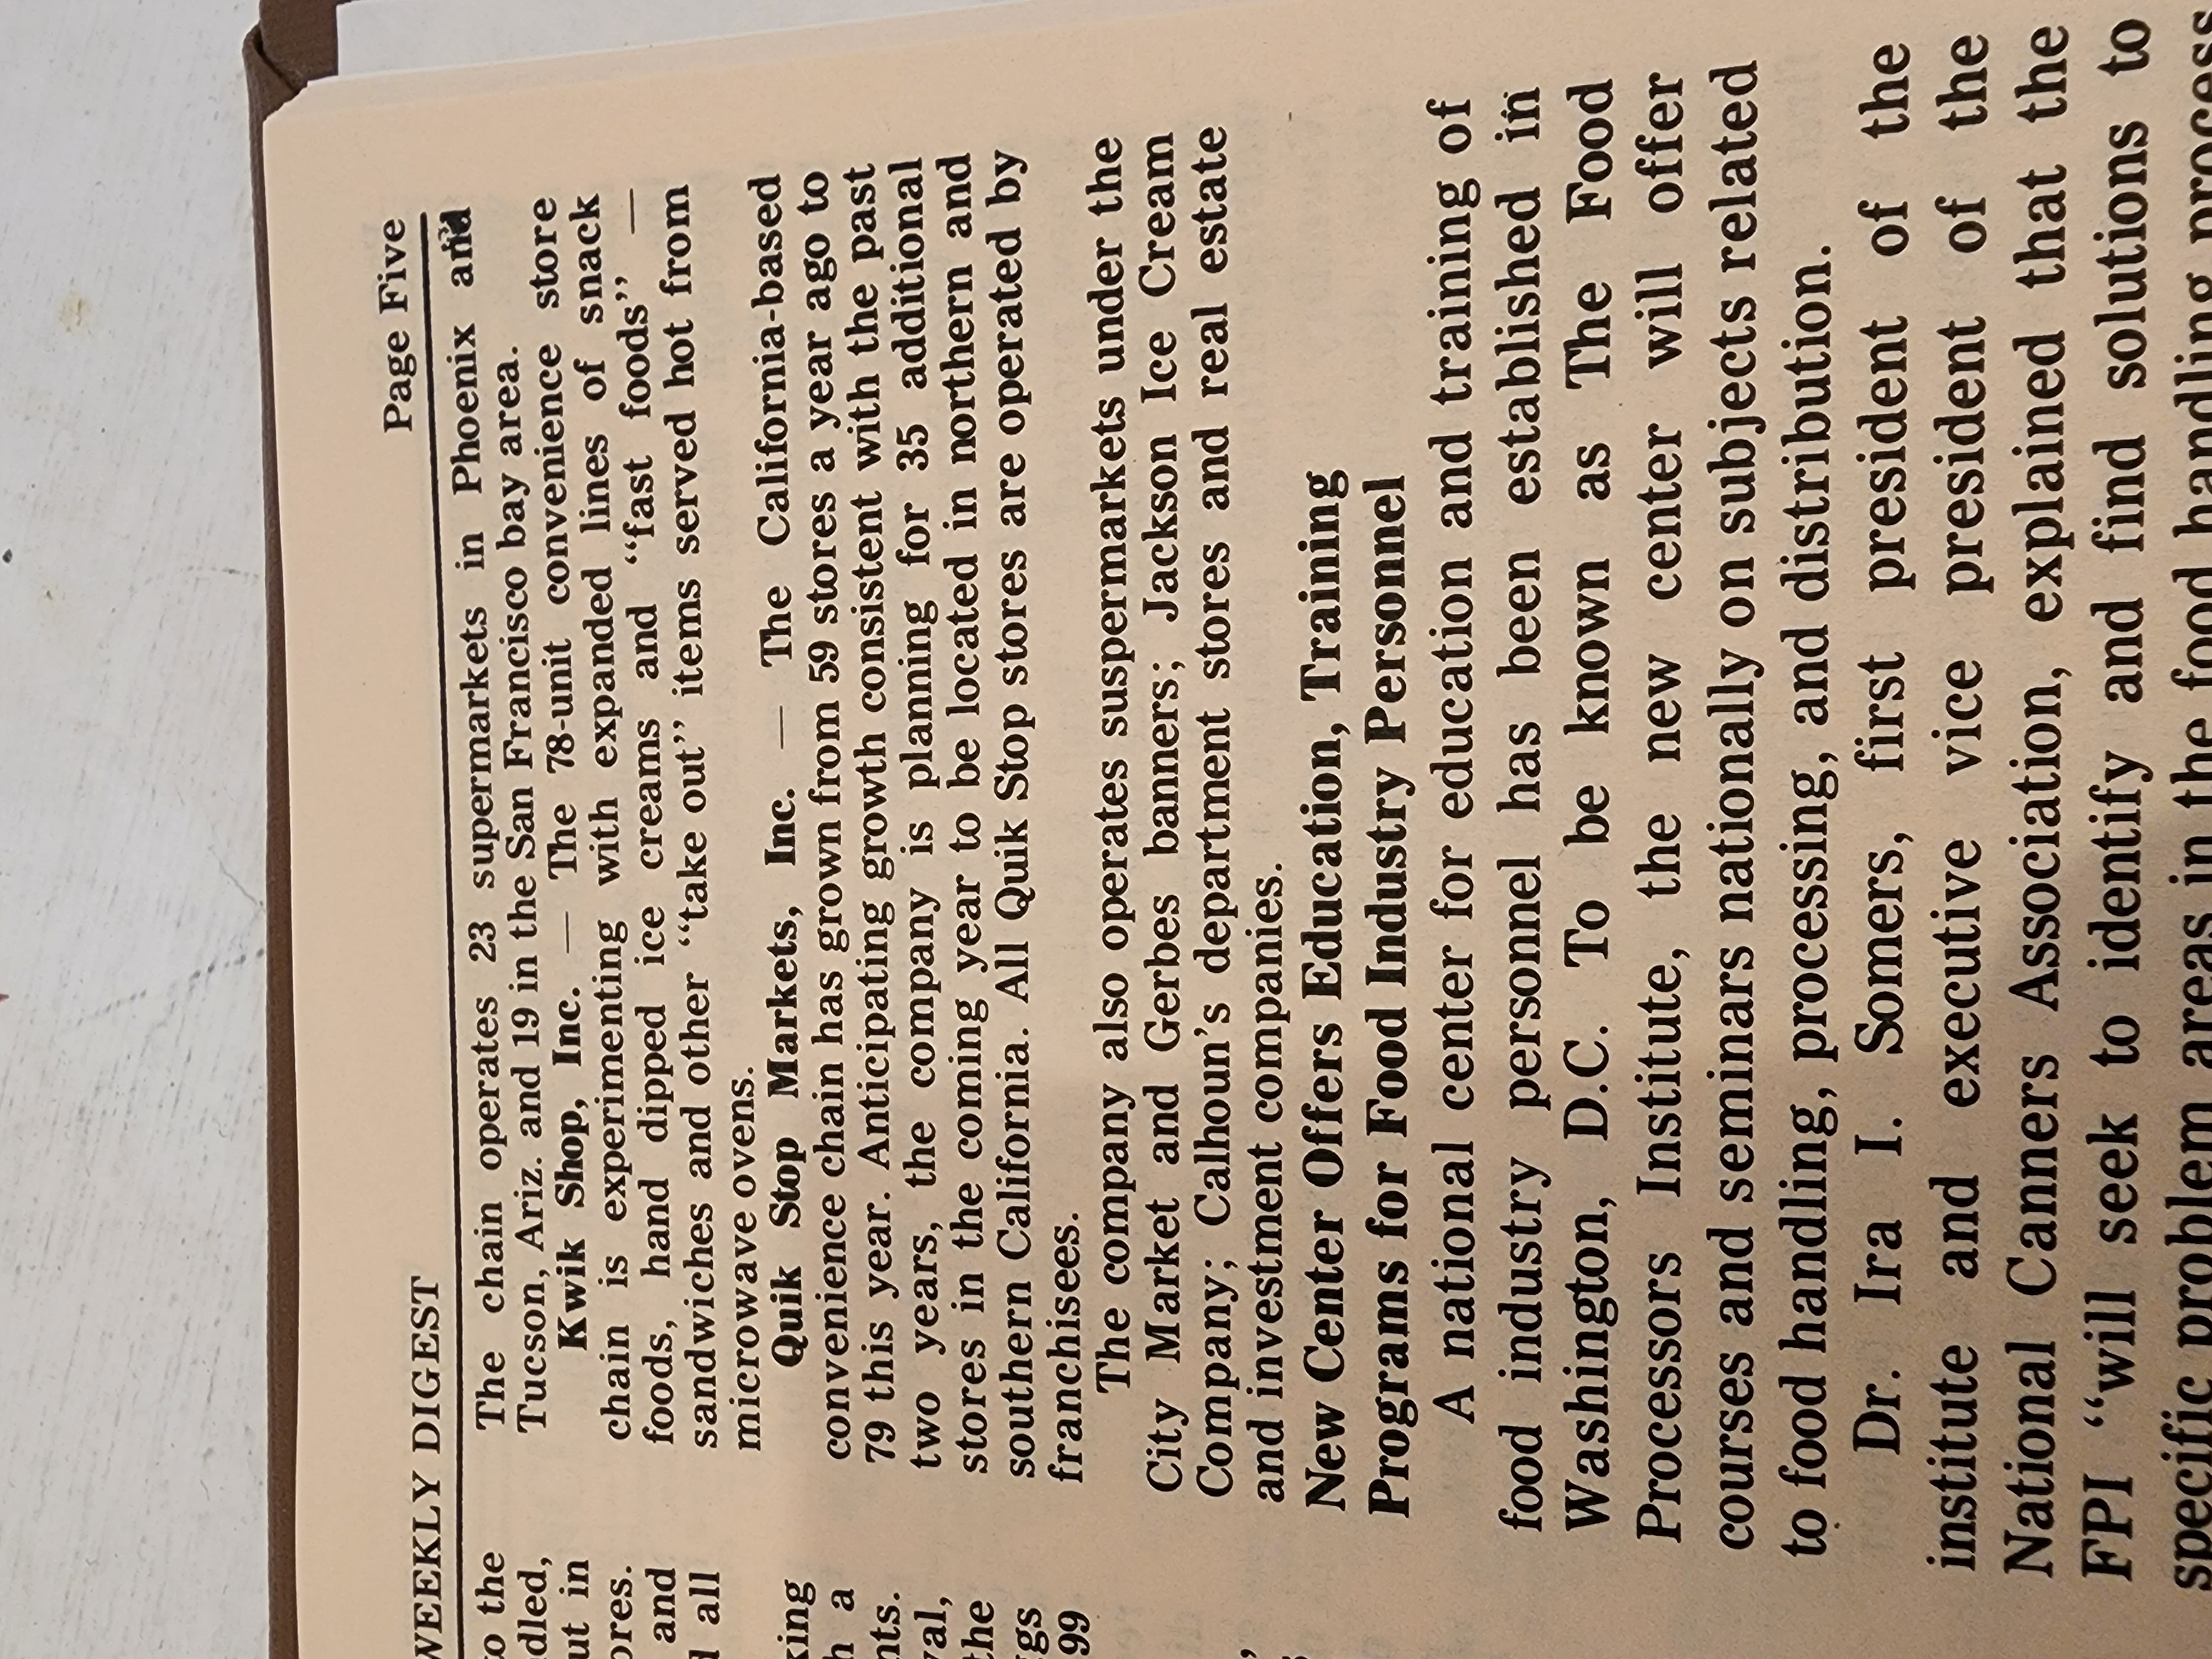 WEEKLY DIGEST
Page Five
to the
dled,
ut in
ores.
and
d all
king
h a
nts.
val,
the
gs
99
The chain operates 23 supermarkets in Phoenix and
Tucson, Ariz. and 19 in the San Francisco bay area.
Kwik Shop, Inc. — The 78-unit convenience store
chain is experimenting with expanded lines of snack
foods, hand dipped ice creams and “fast foods” —
sandwiches and other “take out” items served hot from
microwave ovens.
Quik Stop Markets, Inc. — The California-based
convenience chain has grown from 59 stores a year ago to
79 this year. Anticipating growth consistent with the past
two years, the company is planning for 35 additional
stores in the coming year to be located in northern and
southern California. All Quik Stop stores are operated by
franchisees.
The company also operates suspermarkets under the
City Market and Gerbes banners; Jackson Ice Cream
Company; Calhoun’s department stores and real estate
and investment companies.
New Center Offers Education, Training
Programs for Food Industry Personnel
A national center for education and training of
food industry personnel has been established in
Washington, D.C. To be known as The Food
Processors Institute, the new center will offer
courses and seminars nationally on subjects related
to food handling, processing, and distribution.
Dr. Ira I. Somers, first president of the
institute and executive vice president of the
National Canners Association, explained that the
FPI “will seek to identify and find solutions to
specific problem areas in the food handling process